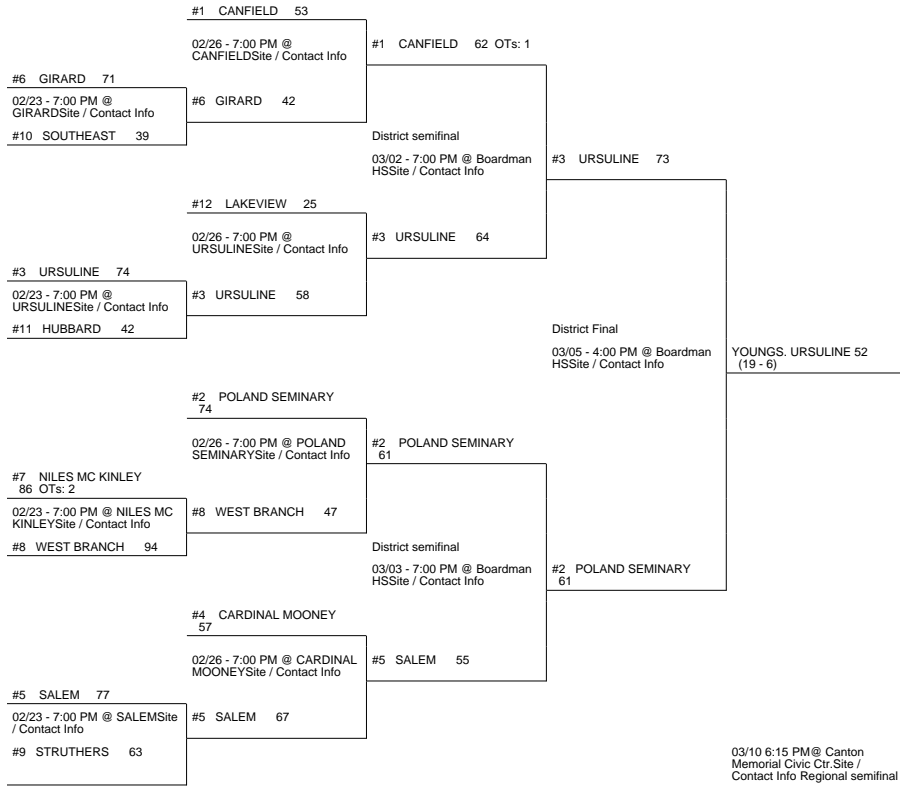 #1 CANFIELD 53
02/26 - 7:00 PM @
CANFIELDSite / Contact Info
#1 CANFIELD 62 OTs: 1
#6 GIRARD 71
02/23 - 7:00 PM @
GIRARDSite / Contact Info
#6 GIRARD 42
#10 SOUTHEAST 39
District semifinal
03/02 - 7:00 PM @ Boardman
HSSite / Contact Info
#3 URSULINE 73
#12 LAKEVIEW 25
02/26 - 7:00 PM @
URSULINESite / Contact Info
#3 URSULINE 64
#3 URSULINE 74
02/23 - 7:00 PM @
URSULINESite / Contact Info
#3 URSULINE 58
#11 HUBBARD 42
District Final
03/05 - 4:00 PM @ Boardman
HSSite / Contact Info
YOUNGS. URSULINE 52
(19 - 6)
#2 POLAND SEMINARY
74
02/26 - 7:00 PM @ POLAND
SEMINARYSite / Contact Info
#2 POLAND SEMINARY
61
#7 NILES MC KINLEY
86 OTs: 2
02/23 - 7:00 PM @ NILES MC
KINLEYSite / Contact Info
#8 WEST BRANCH 47
#8 WEST BRANCH 94
District semifinal
03/03 - 7:00 PM @ Boardman
HSSite / Contact Info
#2 POLAND SEMINARY
61
#4 CARDINAL MOONEY
57
02/26 - 7:00 PM @ CARDINAL
MOONEYSite / Contact Info
#5 SALEM 55
#5 SALEM 77
02/23 - 7:00 PM @ SALEMSite
/ Contact Info
#5 SALEM 67
#9 STRUTHERS 63
03/10 6:15 PM@ Canton
Memorial Civic Ctr.Site /
Contact Info Regional semifinal